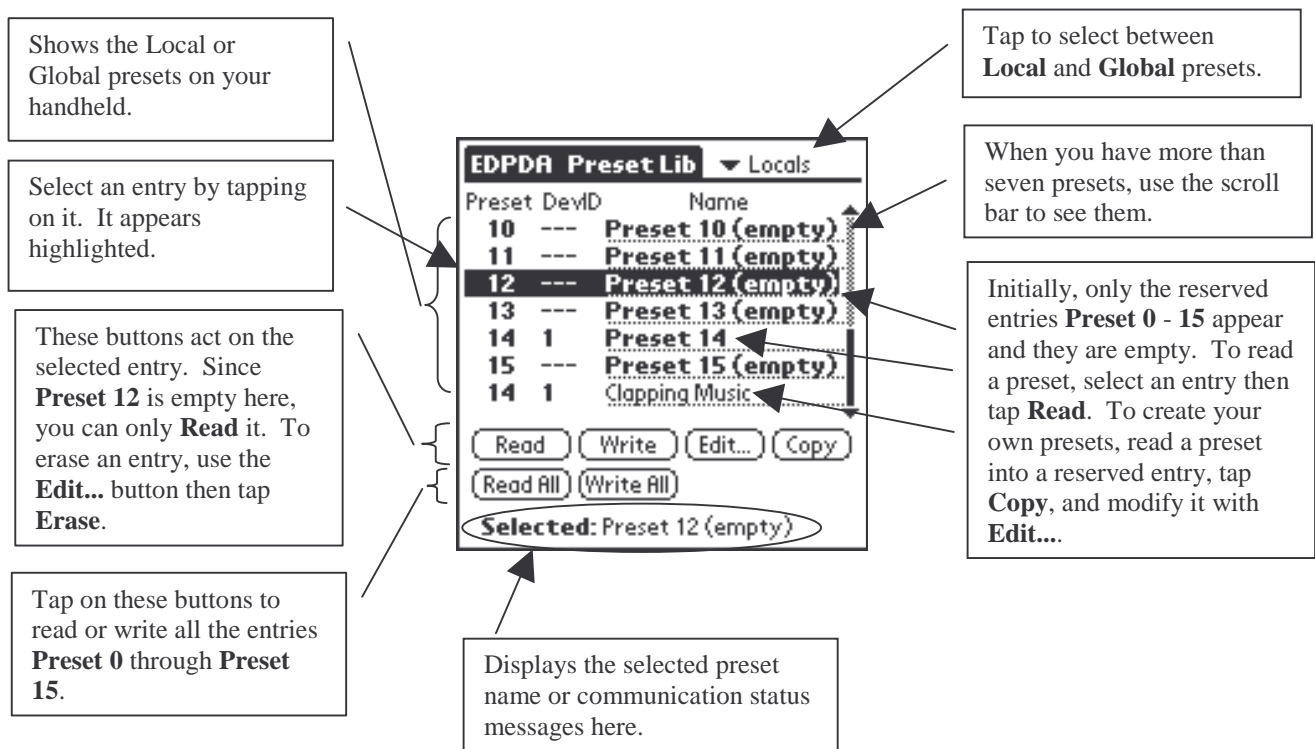 Shows the Local or
Global presets on your
handheld.
Select an entry by tapping
on it. It appears
highlighted.
These buttons act on the
selected entry. Since
Preset 12 is empty here,
you can only Read it. To
erase an entry, use the
Edit... button then tap
Erase.
Tap on these buttons to
read or write all the entries
Preset 0 through Preset
15.
EDPDA Preset Lib Locals
Preset DevID Name
10 --- Preset 10 (empty)
11 --- Preset 11 (empty)
12 --- Preset 12 (empty)
13 --- Preset 13 (empty)
14 1 Preset 14
15 --- Preset 15 (empty)
14 1 Clapping Music
Read Write Edit... Copy
Read All Write All
Selected: Preset 12 (empty)
Displays the selected preset
name or communication status
messages here.
Tap to select between
Local and Global presets.
When you have more than
seven presets, use the scroll
bar to see them.
Initially, only the reserved
entries Preset 0 - 15 appear
and they are empty. To read
a preset, select an entry then
tap Read. To create your
own presets, read a preset
into a reserved entry, tap
Copy, and modify it with
Edit....